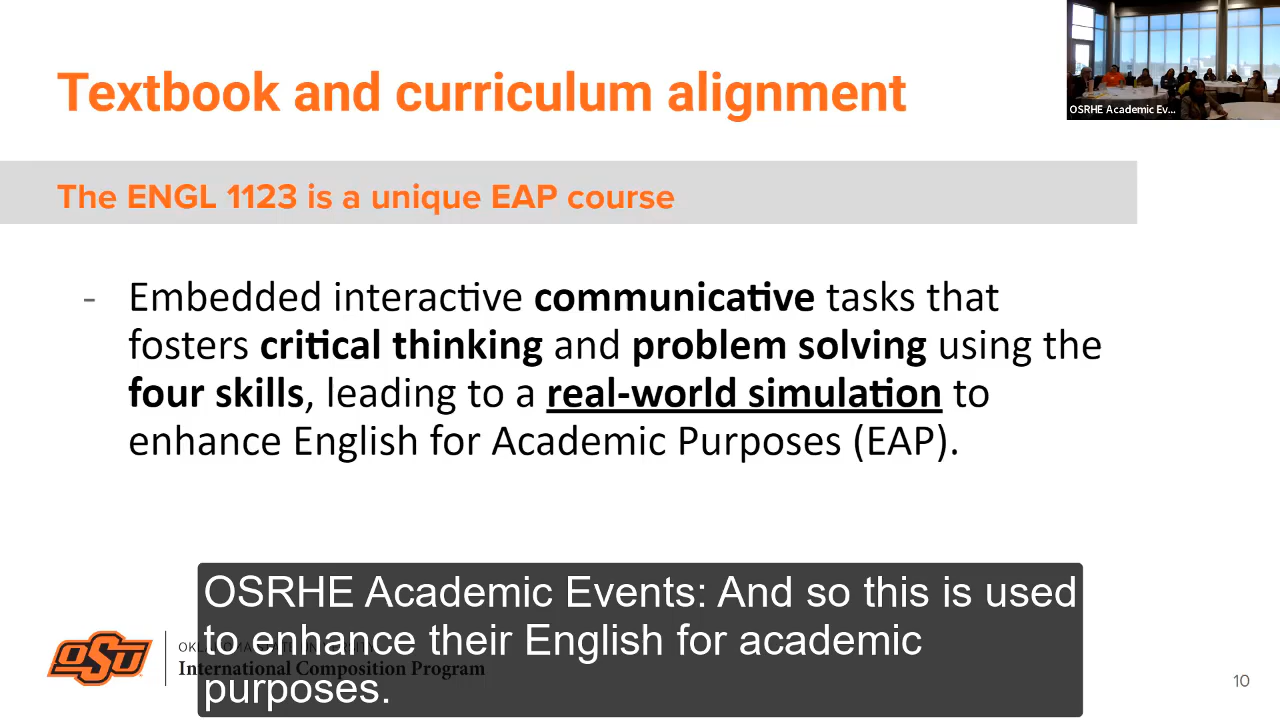 Textbook and curriculum alignment
OSRHE Academic Ev...
The ENGL 1123 is a unique EAP course
- Embedded interactive communicative tasks that
fosters critical thinking and problem solving using the
four skills, leading to a real-world simulation to
enhance English for Academic Purposes (EAP).
OSRHE Academic Events: And so this is used
to enhance their English for academic
purposes.
OSU
International Composition Program
10